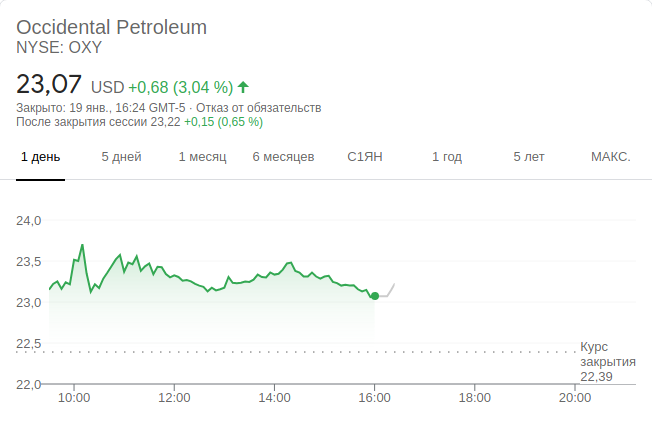 Occidental Petroleum
NYSE: OXY
23,07 USD +0,68 (3,04 %)
Закрыто: 19 янв., 16:24 GMT-5 · Отказ от обязательств
После закрытия сессии 23,22 +0,15 (0,65 %)
1 день 5 дней 1 месяц 6 месяцев С1ЯН 1 год 5 лет МАКС.
24,0
23,5
23,0
22,5
Курс
закрытия
22,39
22,0
10:00 12:00 14:00 16:00 18:00 20:00